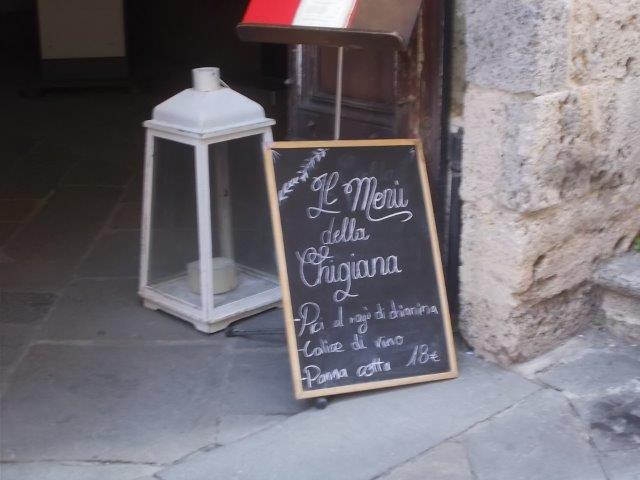 Il Menù
della
Chigiana
- Pici al ragù di chianina
- Calice di vino
- Panna cotta 18€